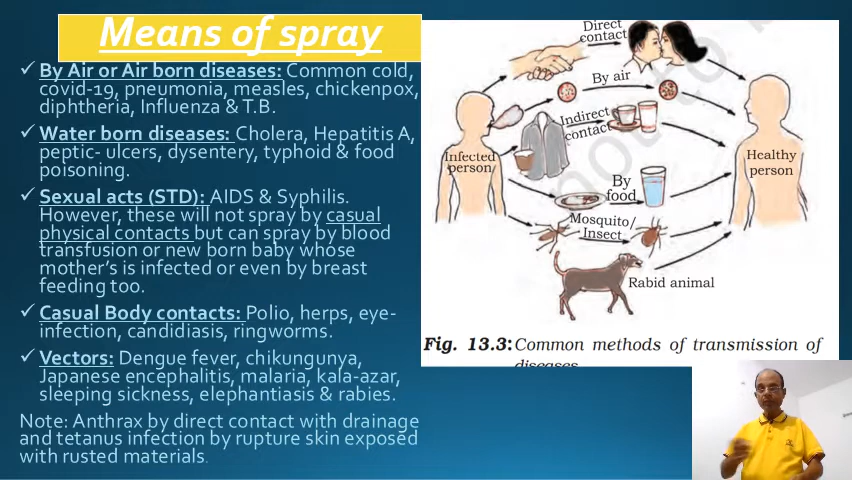 Means of spray
✓ By Air or Air born diseases: Common cold,
covid-19, pneumonia, measles, chickenpox,
diphtheria, Influenza & T.B.
✓ Water born diseases: Cholera, Hepatitis A,
peptic- ulcers, dysentery, typhoid & food
poisoning.
✓ Sexual acts (STD): AIDS & Syphilis.
However, these will not spray by casual
physical contacts but can spray by blood
transfusion or new born baby whose
mother's is infected or even by breast
feeding too.
✓ Casual Body contacts: Polio, herps, eye-
infection, candidiasis, ringworms.
✓ Vectors: Dengue fever, chikungunya,
Japanese encephalitis, malaria, kala-azar,
sleeping sickness, elephantiasis & rabies.
Note: Anthrax by direct contact with drainage
and tetanus infection by rupture skin exposed
with rusted materials.
Direct
contact
By air
Indirect
contact
Infected
person
Healthy
person
By
food
Mosquito/
Insect
Rabid animal
Fig. 13.3: Common methods of transmission of
diseases